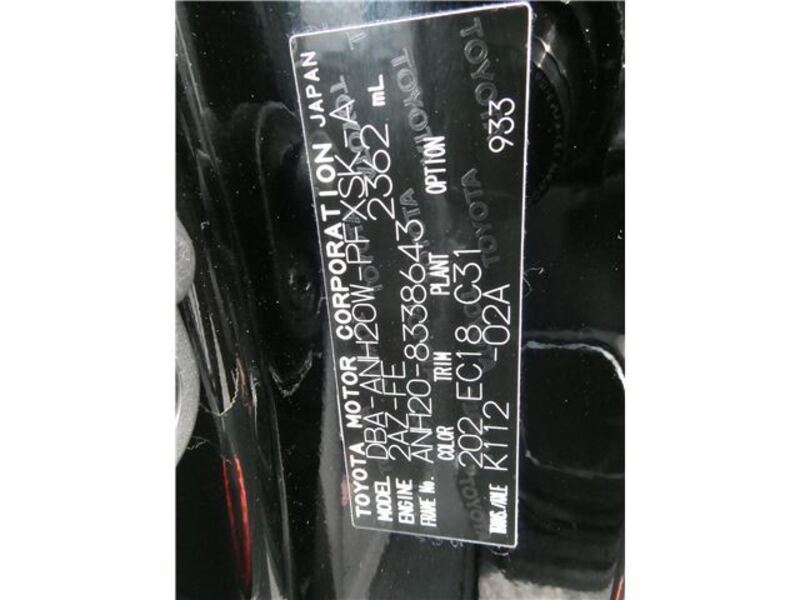 TOYOTA MOTOR CORPORATION JAPAN
MODEL DBA-ANH20W-PFXSK-A
ENGINE 2AZ-FE 2362 mL
FRAME No. ANH20-8338643
COLOR TRIM PLANT OPTION
202 EC18 C31
TRANS/AXLE K112 -02A 933